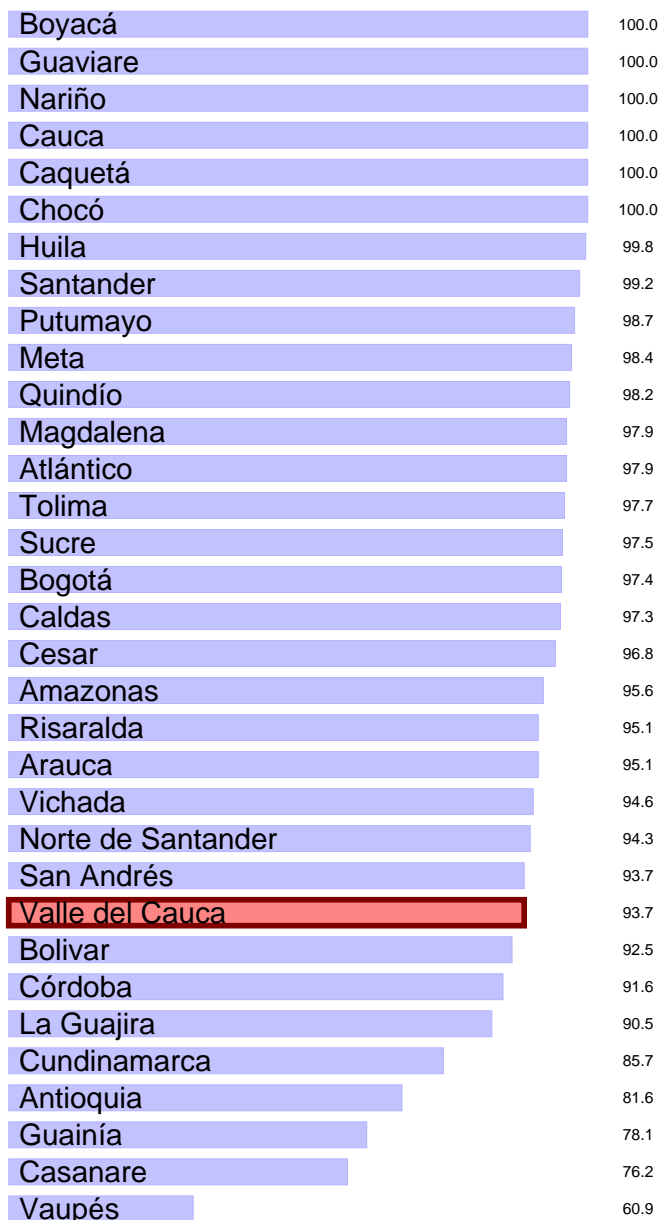 Boyacá 100.0
Guaviare 100.0
Nariño 100.0
Cauca 100.0
Caquetá 100.0
Chocó 100.0
Huila 99.8
Santander 99.2
Putumayo 98.7
Meta 98.4
Quindío 98.2
Magdalena 97.9
Atlántico 97.9
Tolima 97.7
Sucre 97.5
Bogotá 97.4
Caldas 97.3
Cesar 96.8
Amazonas 95.6
Risaralda 95.1
Arauca 95.1
Vichada 94.6
Norte de Santander 94.3
San Andrés 93.7
Valle del Cauca 93.7
Bolivar 92.5
Córdoba 91.6
La Guajira 90.5
Cundinamarca 85.7
Antioquia 81.6
Guainía 78.1
Casanare 76.2
Vaupés 60.9